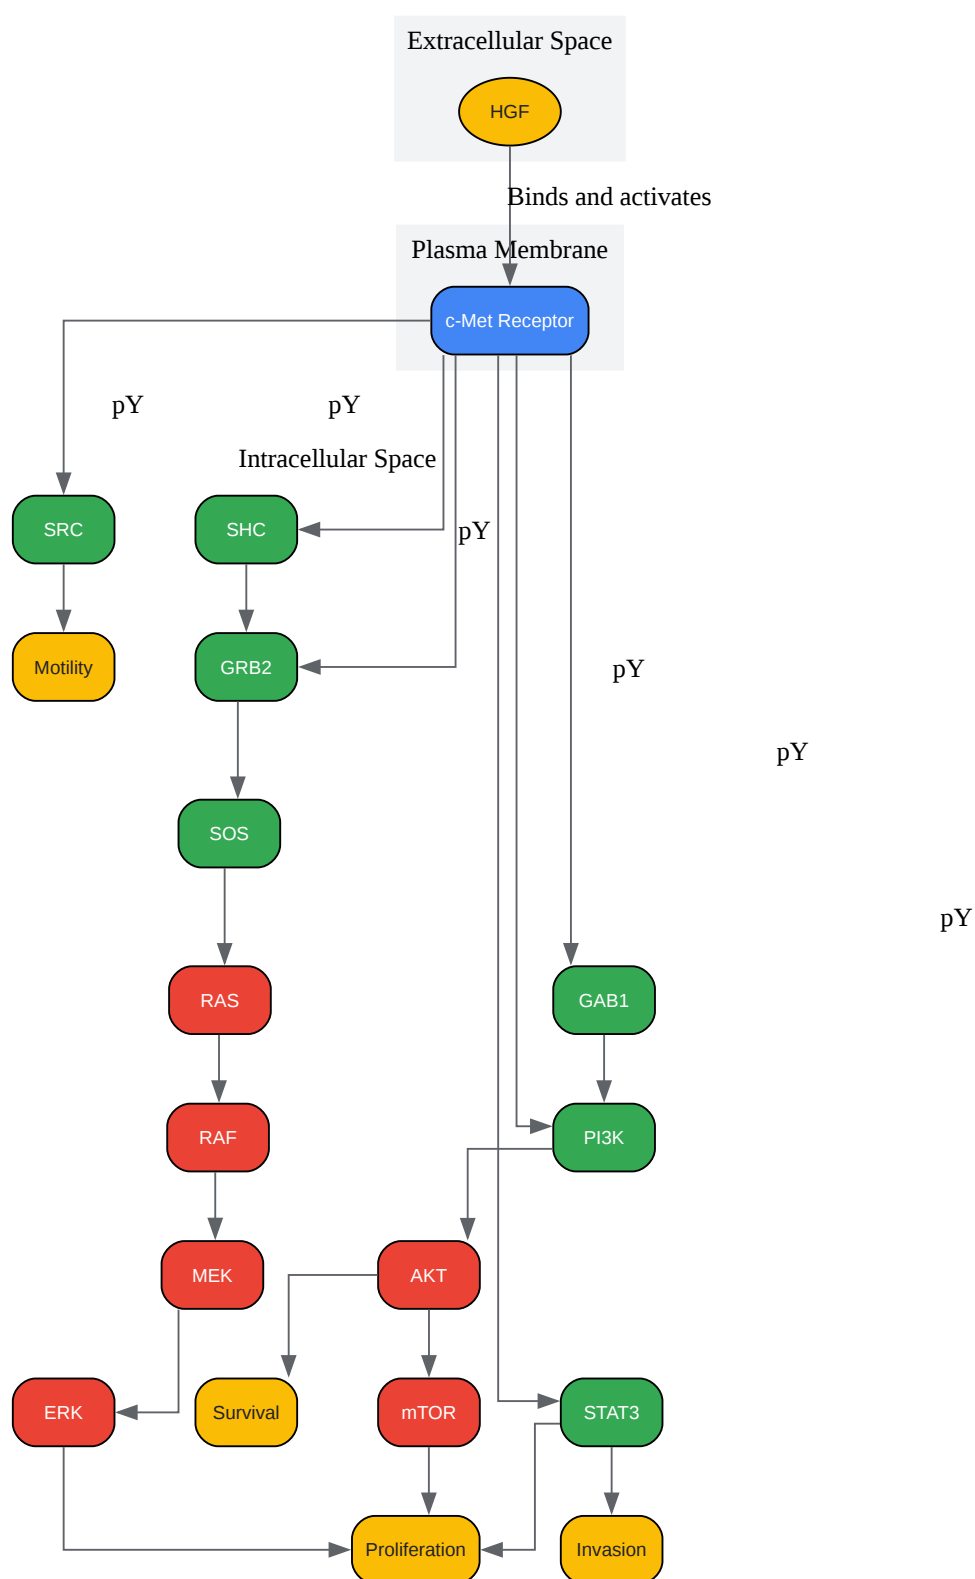 Extracellular Space
HGF
Binds and activates
Plasma Membrane
c-Met Receptor
pY
pY
Intracellular Space
SRC
SHC
pY
Motility
GRB2
pY
pY
SOS
pY
RAS
GAB1
RAF
PI3K
MEK
AKT
ERK
Survival
mTOR
STAT3
Proliferation
Invasion